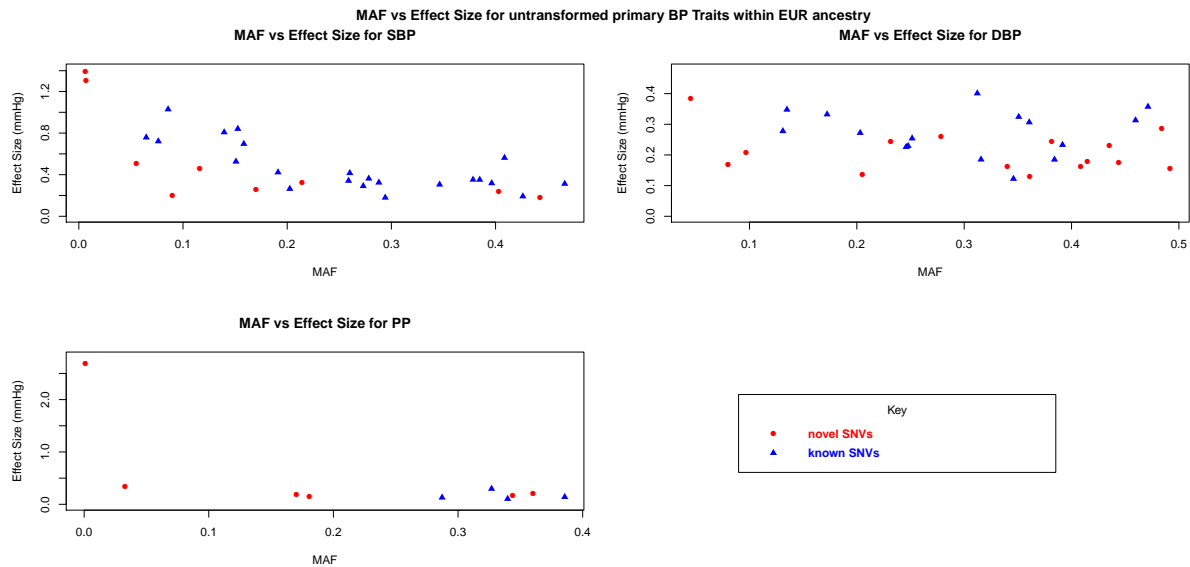 MAF vs Effect Size for untransformed primary BP Traits within EUR ancestry
MAF vs Effect Size for SBP
Effect Size (mmHg)
0.0 0.4 0.8 1.2
0.0 0.1 0.2 0.3 0.4
MAF
MAF vs Effect Size for DBP
Effect Size (mmHg)
0.0 0.1 0.2 0.3 0.4
0.1 0.2 0.3 0.4 0.5
MAF
MAF vs Effect Size for PP
Effect Size (mmHg)
0.0 1.0 2.0
0.0 0.1 0.2 0.3 0.4
MAF
Key
novel SNVs
known SNVs